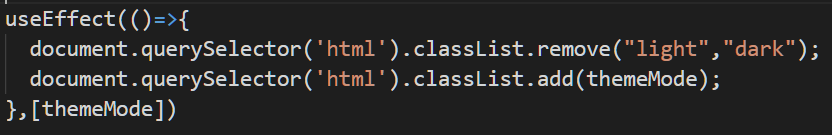 useEffect(()=>{
  document.querySelector('html').classList.remove("light","dark");
  document.querySelector('html').classList.add(themeMode);
},[themeMode])